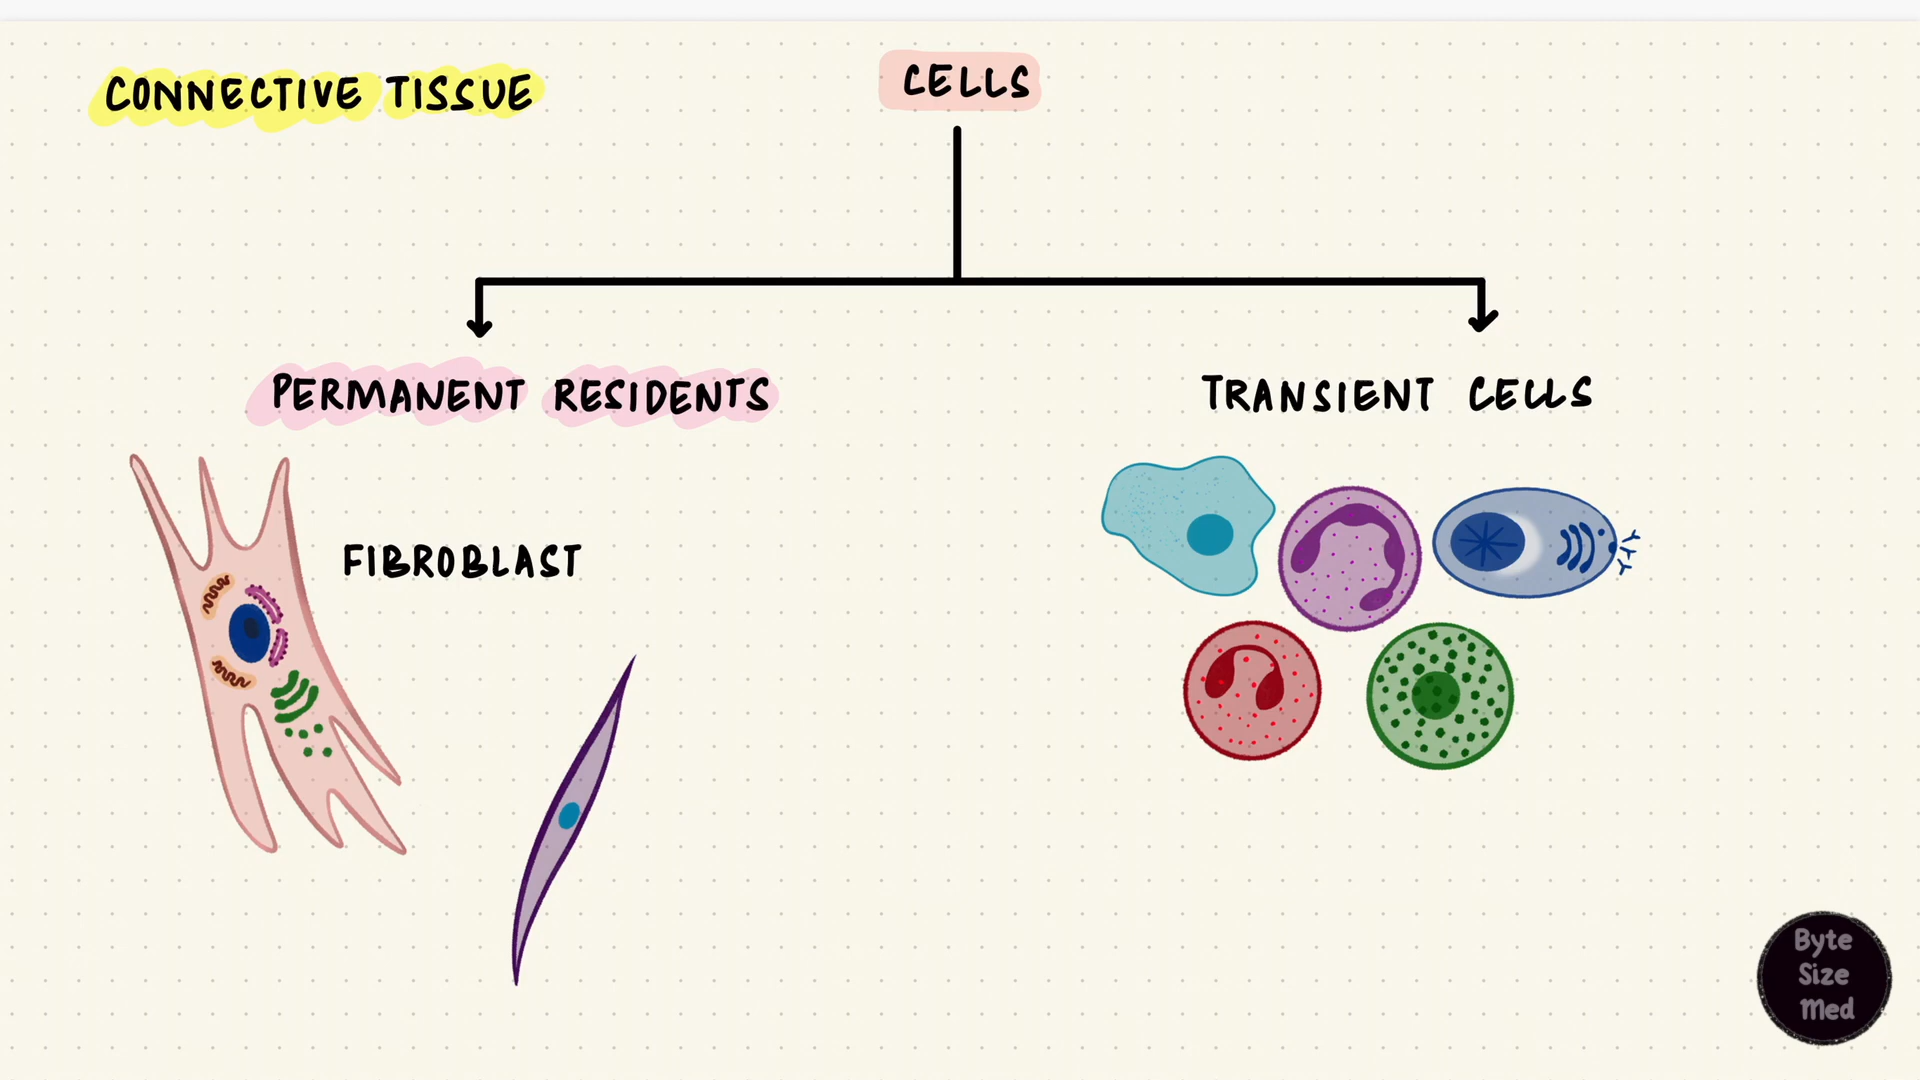 CONNECTIVE TISSUE
CELLS
PERMANENT RESIDENTS
TRANSIENT CELLS
FIBROBLAST
Byte
Size
Med